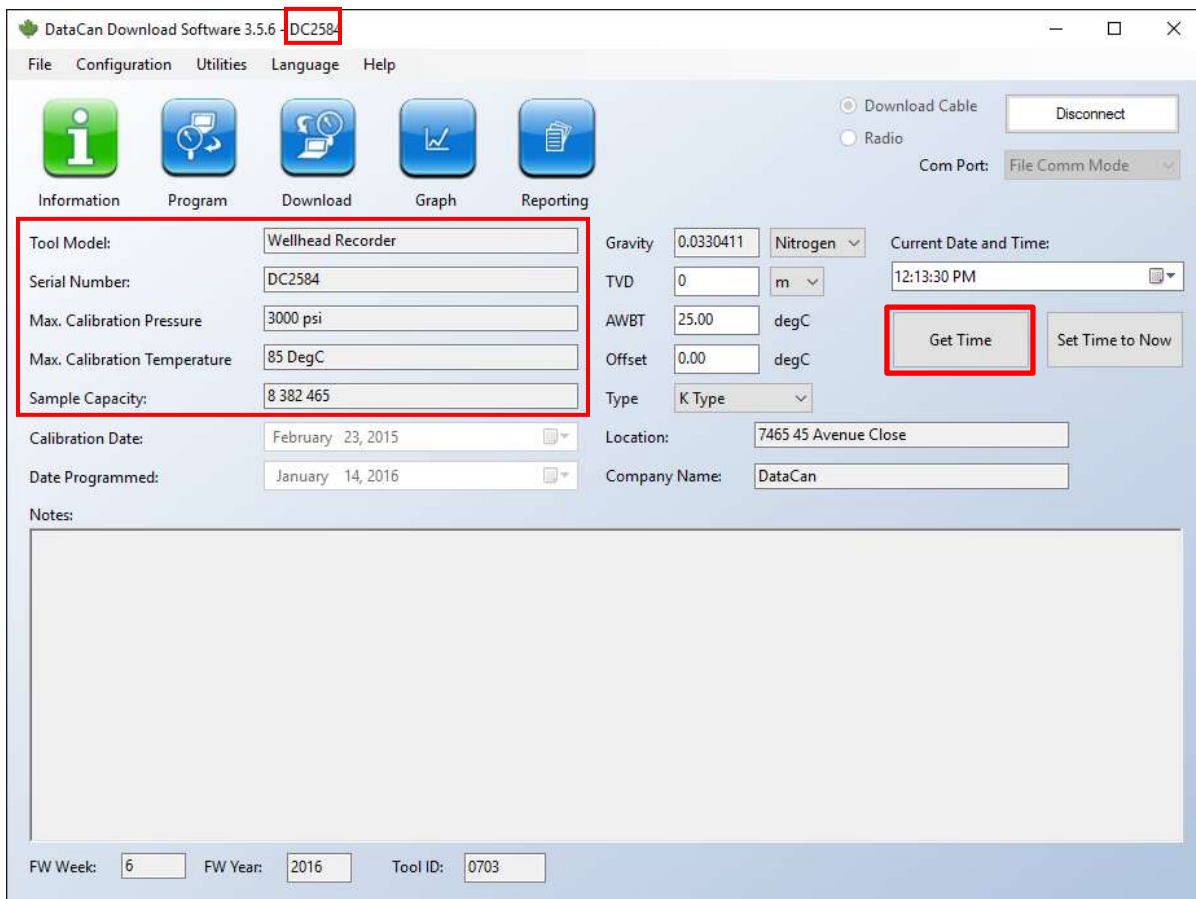 DataCan Download Software 3.5.6 - DC2584
File Configuration Utilities Language Help
Download Cable
Disconnect
Radio
Com Port: File Comm Mode
Information Program Download Graph Reporting
Tool Model: Wellhead Recorder
Gravity 0.0330411 Nitrogen
Current Date and Time:
Serial Number: DC2584
TVD 0 m
12:13:30 PM
Max. Calibration Pressure 3000 psi
AWBT 25.00 degC
Get Time Set Time to Now
Max. Calibration Temperature 85 DegC
Offset 0.00 degC
Sample Capacity: 8 382 465
Type K Type
Calibration Date: February 23, 2015
Location: 7465 45 Avenue Close
Date Programmed: January 14, 2016
Company Name: DataCan
Notes:
FW Week: 6 FW Year: 2016 Tool ID: 0703